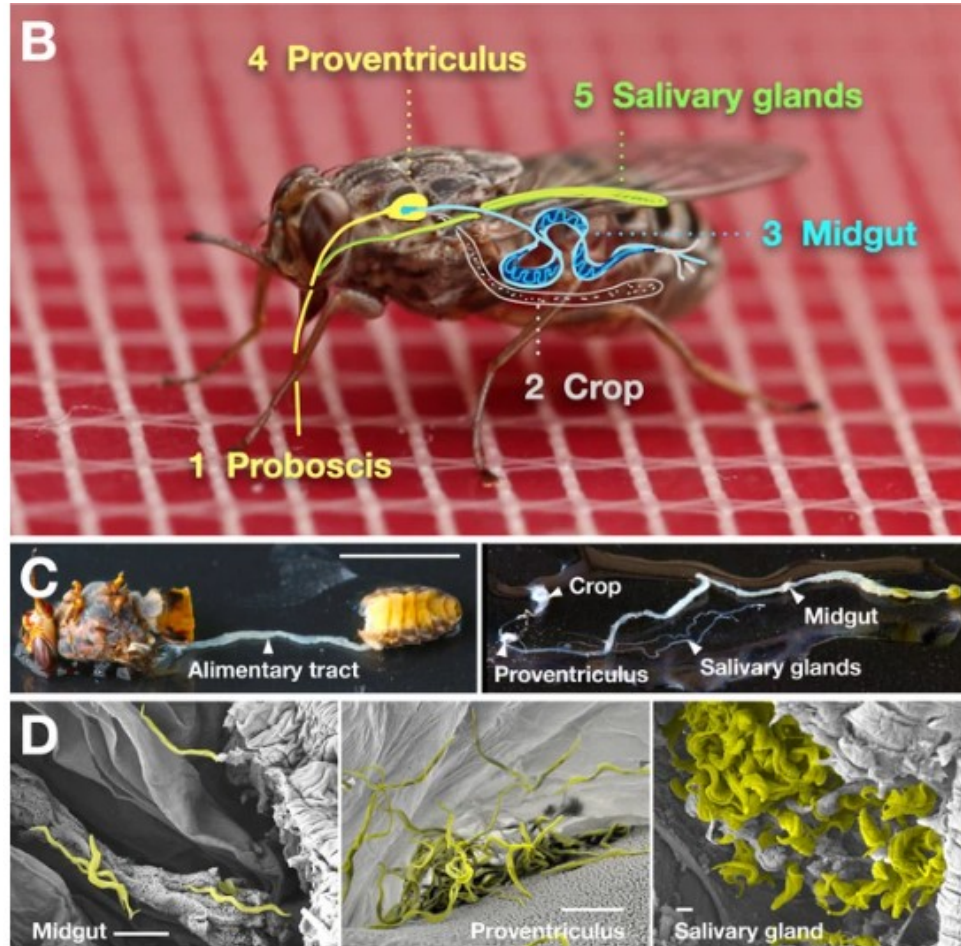 B
4 Proventriculus
5 Salivary glands
3 Midgut
2 Crop
1 Proboscis
C
Alimentary tract
Crop
Midgut
Proventriculus
Salivary glands
D
Midgut
Proventriculus
Salivary gland